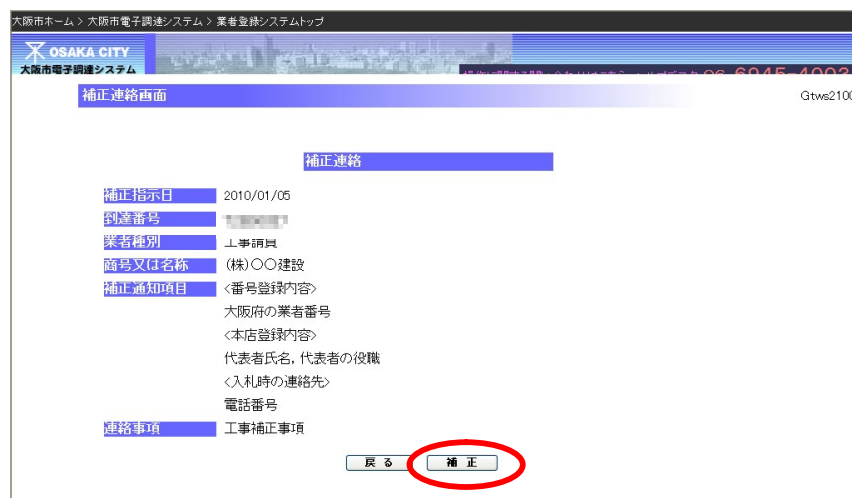 大阪市ホーム > 大阪市電子調達システム > 業者登録システムトップ
OSAKA CITY
大阪市電子調達システム
6945-4003
補正連絡画面
Gtws2100
補正連絡
補正指示日 2010/01/05
到達番号
業者種別 工事請負
商号又は名称 (株)〇〇建設
補正通知項目 <番号登録内容>
大阪府の業者番号
<本店登録内容>
代表者氏名, 代表者の役職
<入札時の連絡先>
電話番号
連絡事項 工事補正事項
戻る 補正